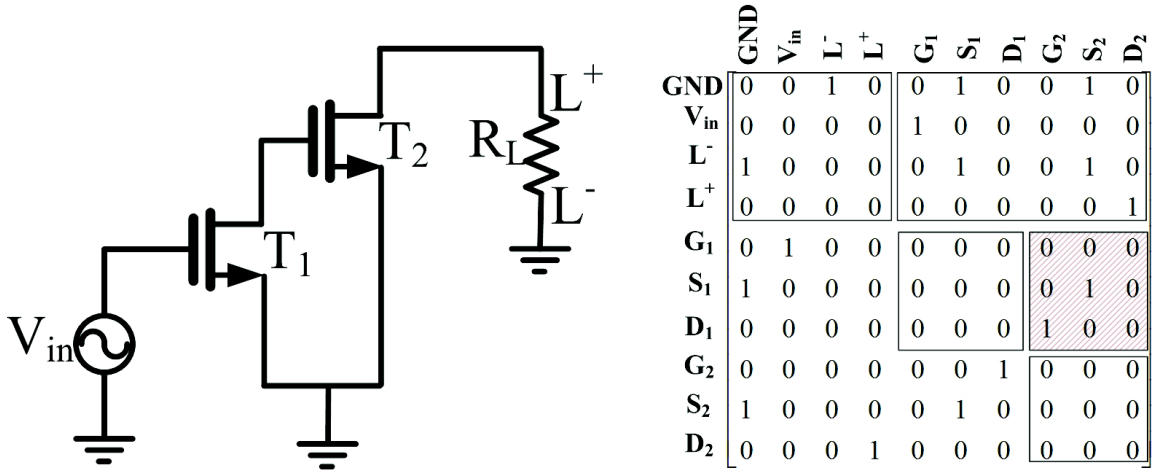 L⁺
T₂
R_L
L⁻
T₁
V_in
GND V_in L⁻ L⁺ G₁ S₁ D₁ G₂ S₂ D₂
GND 0 0 1 0 0 1 0 0 1 0
V_in 0 0 0 0 1 0 0 0 0 0
L⁻ 1 0 0 0 0 1 0 0 1 0
L⁺ 0 0 0 0 0 0 0 0 0 1
G₁ 0 1 0 0 0 0 0 0 0 0
S₁ 1 0 0 0 0 0 0 0 1 0
D₁ 0 0 0 0 0 0 0 1 0 0
G₂ 0 0 0 0 0 0 1 0 0 0
S₂ 1 0 0 0 0 1 0 0 0 0
D₂ 0 0 0 1 0 0 0 0 0 0